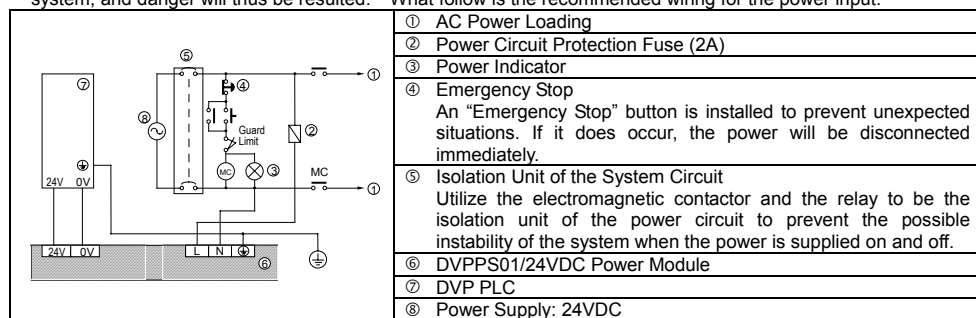 system, and danger will thus be resulted. What follow is the recommended wiring for the power input:
⑤
① AC Power Loading
② Power Circuit Protection Fuse (2A)
③ Power Indicator
④ Emergency Stop
An “Emergency Stop” button is installed to prevent unexpected
situations. If it does occur, the power will be disconnected
immediately.
⑤ Isolation Unit of the System Circuit
Utilize the electromagnetic contactor and the relay to be the
isolation unit of the power circuit to prevent the possible
instability of the system when the power is supplied on and off.
⑥ DVPPS01/24VDC Power Module
⑦ DVP PLC
⑧ Power Supply: 24VDC
①
⑦
④
⑧
②
Guard
Limit
MC
③
MC
①
24V 0V
24V 0V
L N
⑥